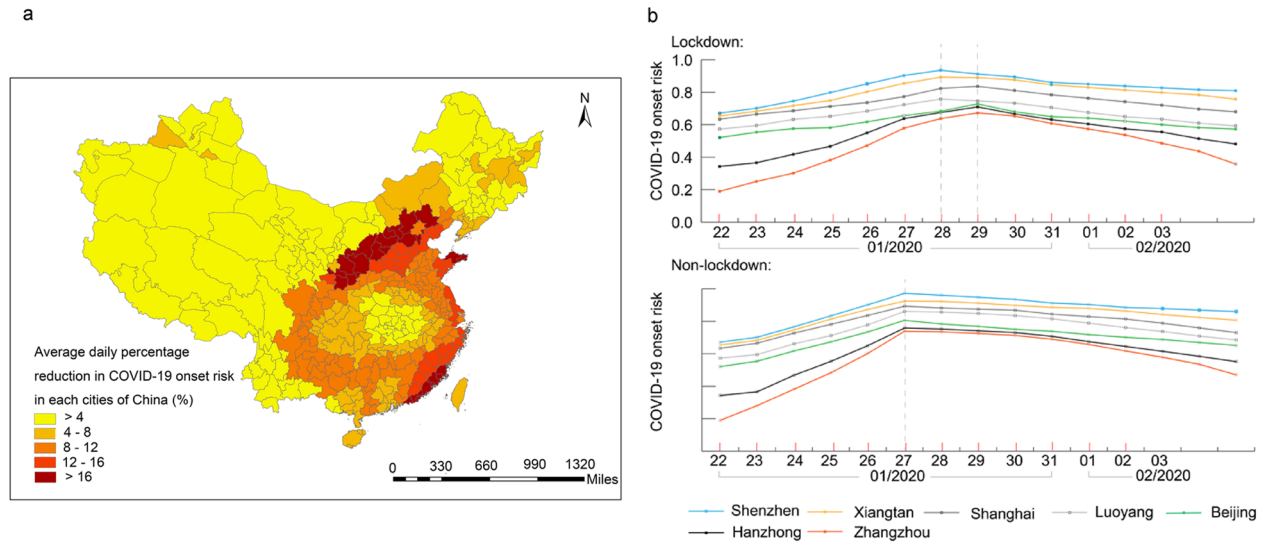 a
N
Average daily percentage
reduction in COVID-19 onset risk
in each cities of China (%)
> 4
4 - 8
8 - 12
12 - 16
> 16
0 330 660 990 1320
Miles
b
Lockdown:
COVID-19 onset risk
1.0
0.8
0.6
0.4
0.2
0.0
22 23 24 25 26 27 28 29 30 31 01 02 03
01/2020 02/2020
Non-lockdown:
COVID-19 onset risk
22 23 24 25 26 27 28 29 30 31 01 02 03
01/2020 02/2020
Shenzhen Xiangtan Shanghai Luoyang Beijing
Hanzhong Zhangzhou